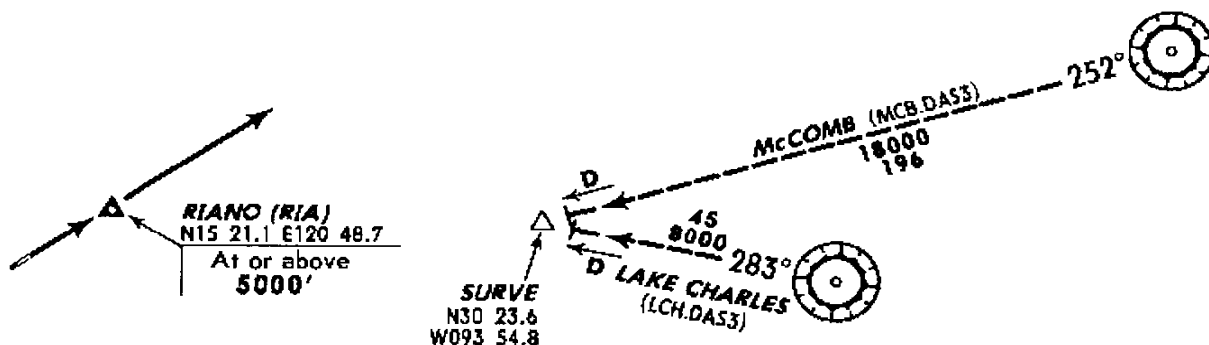 RIANO (RIA)
N15 21.1 E120 48.7
At or above
5000'
252°
McCOMB (MCB.DAS3)
18000
196
D
45
8000
283°
D
LAKE CHARLES
(LCH.DAS3)
SURVE
N30 23.6
W093 54.8